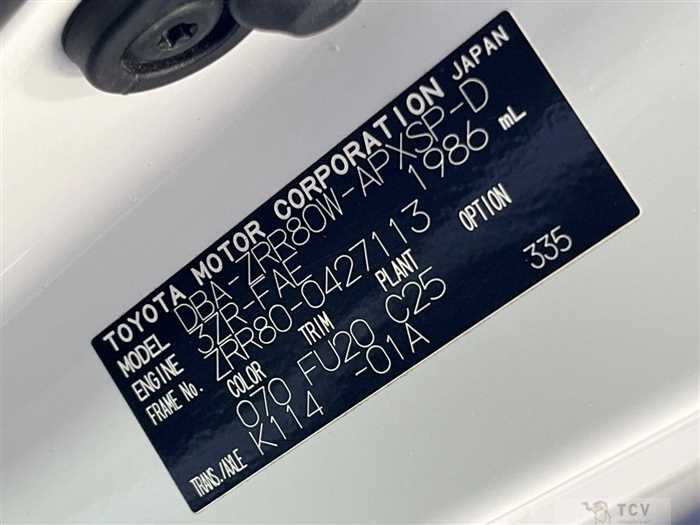 TOYOTA MOTOR CORPORATION JAPAN
MODEL DBA-ZRR80W-APXSP-D
ENGINE 3ZR-FAE 1986 mL
FRAME No. ZRR80-0427113
COLOR TRIM PLANT OPTION
070 FU20 C25 335
TRANS./AXLE K114 -01A
TCV